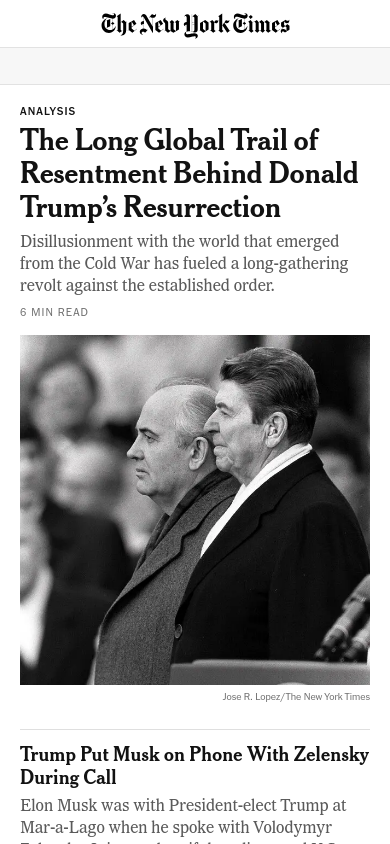 The New York Times
ANALYSIS
The Long Global Trail of
Resentment Behind Donald
Trump’s Resurrection
Disillusionment with the world that emerged
from the Cold War has fueled a long-gathering
revolt against the established order.
6 MIN READ
Jose R. Lopez/The New York Times
Trump Put Musk on Phone With Zelensky
During Call
Elon Musk was with President-elect Trump at
Mar-a-Lago when he spoke with Volodymyr